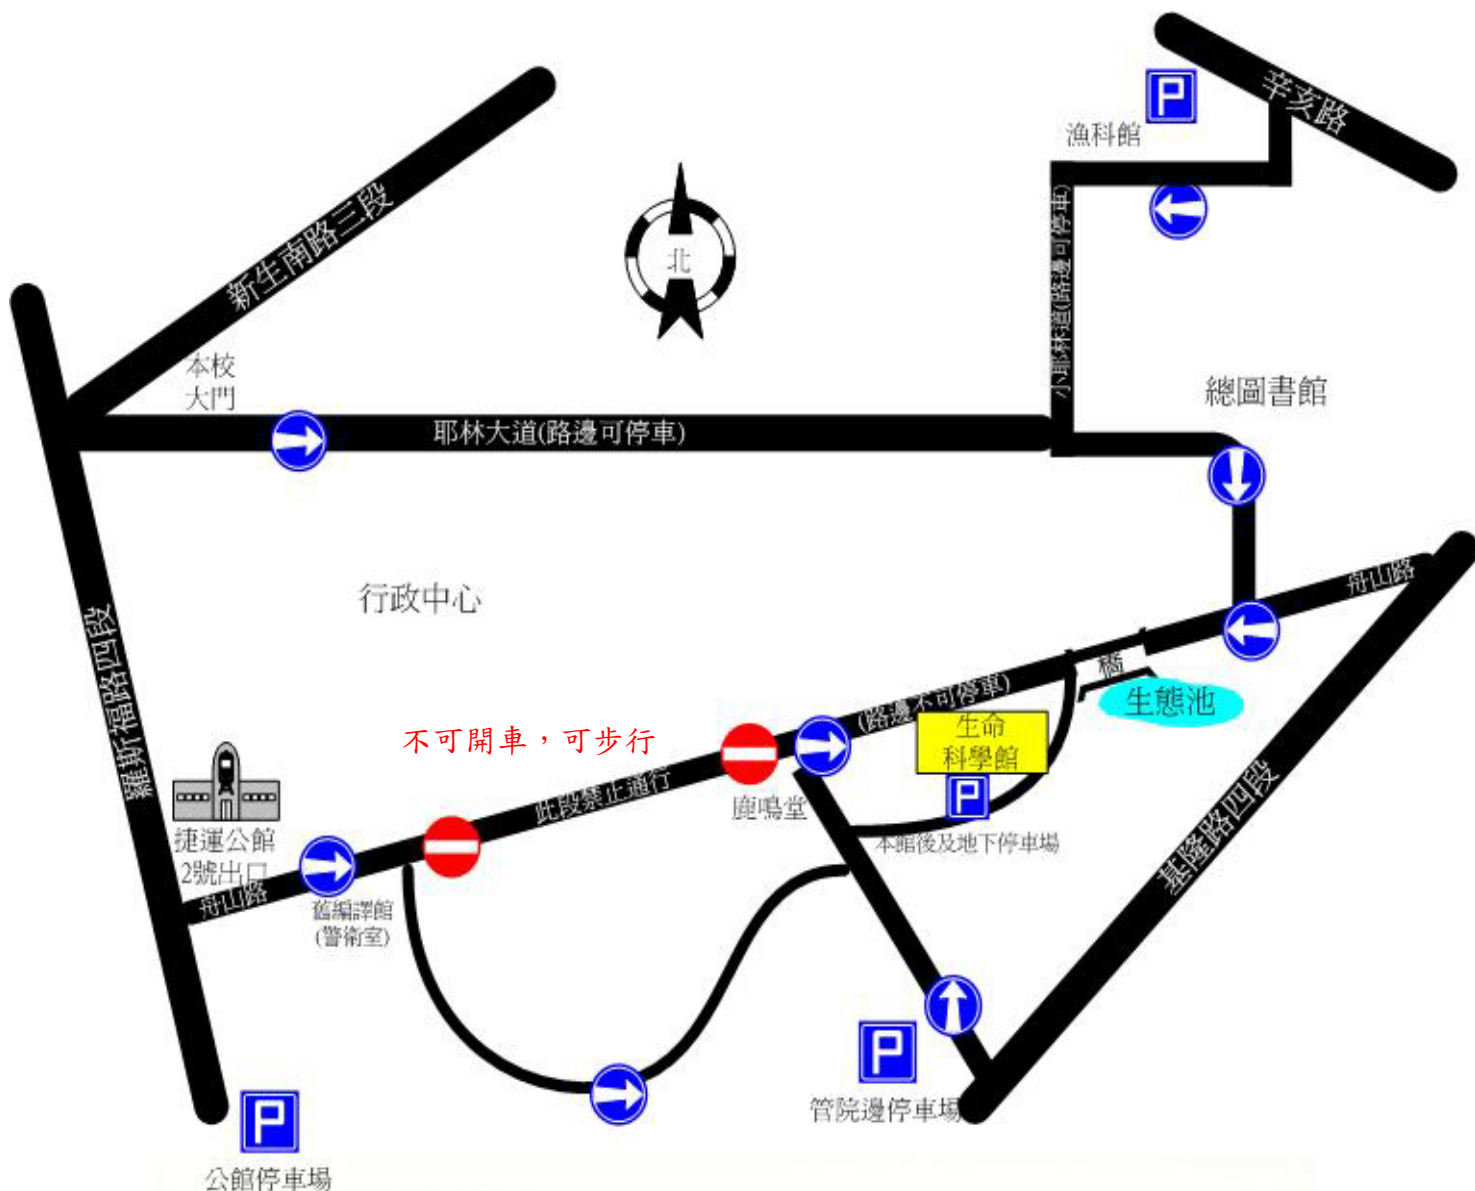 辛亥路
P
漁科館
新生南路三段
北
小耶林道(路邊可停車)
本校
大門
總圖書館
耶林大道(路邊可停車)
行政中心
舟山路
羅斯福路四段
橋
生態池
(路邊不可停車)
生命
科學館
不可開車，可步行
此段禁止通行
鹿鳴堂
P
本館後及地下停車場
捷運公館
2號出口
基隆路四段
舟山路
舊編譯館
(警衛室)
P
管院邊停車場
P
公館停車場